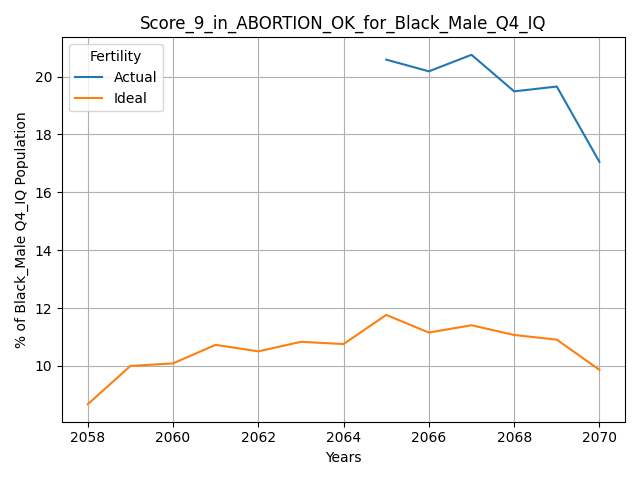 Score_9_in_ABORTION_OK_for_Black_Male_Q4_IQ
Fertility
Actual
Ideal
% of Black_Male Q4_IQ Population
20
18
16
14
12
10
2058 2060 2062 2064 2066 2068 2070
Years